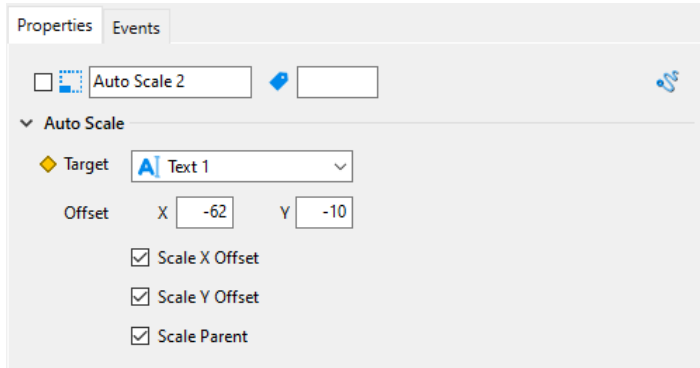 Properties Events
Auto Scale 2
Auto Scale
Target Text 1
Offset X -62 Y -10
Scale X Offset
Scale Y Offset
Scale Parent